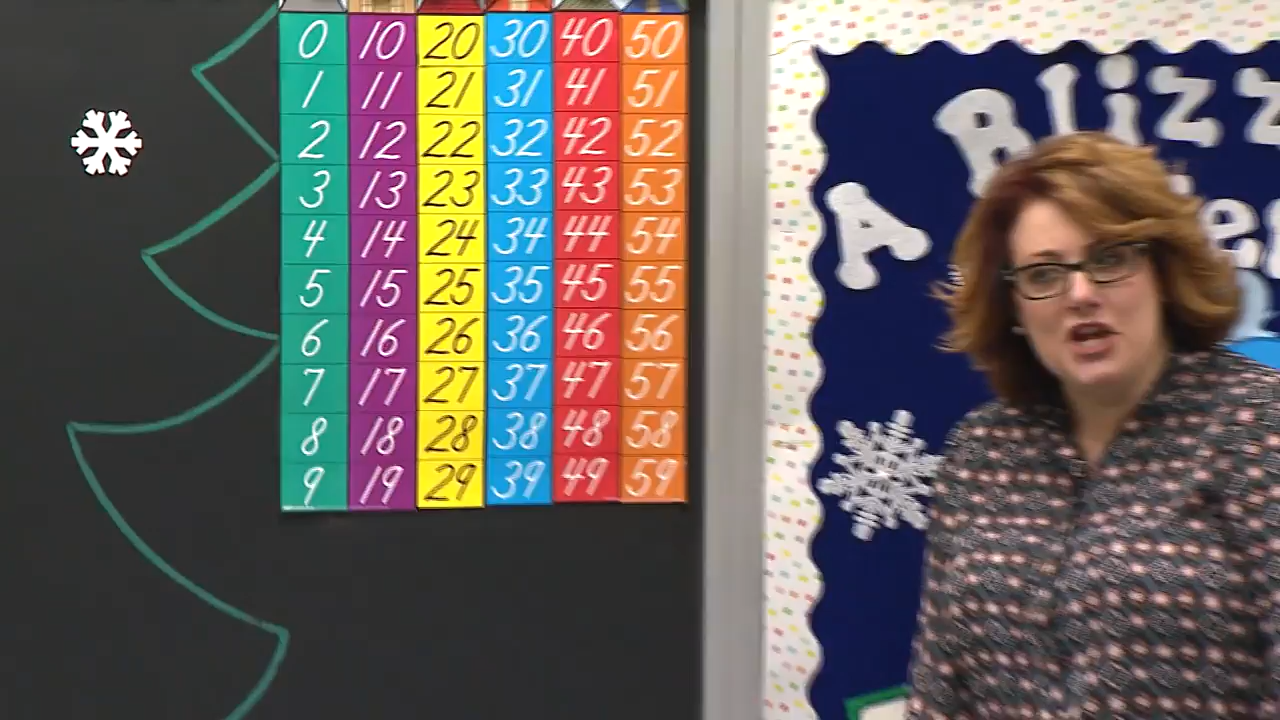 0 10 20 30 40 50
1 11 21 31 41 51
2 12 22 32 42 52
3 13 23 33 43 53
4 14 24 34 44 54
5 15 25 35 45 55
6 16 26 36 46 56
7 17 27 37 47 57
8 18 28 38 48 58
9 19 29 39 49 59
A Blizz